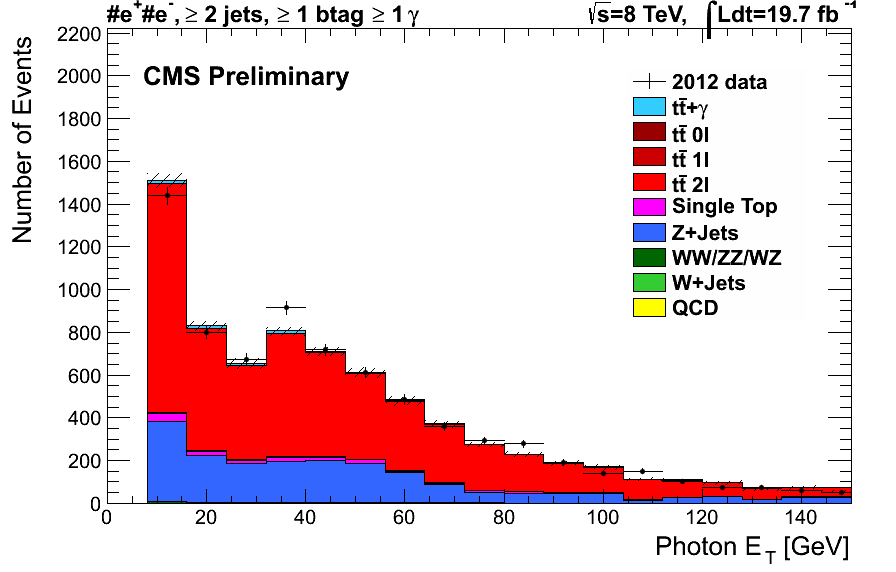 #e⁺#e⁻, ≥ 2 jets, ≥ 1 btag ≥ 1 γ
√s=8 TeV, ∫Ldt=19.7 fb⁻¹
CMS Preliminary
2012 data
tt̄+γ
tt̄ 0l
tt̄ 1l
tt̄ 2l
Single Top
Z+Jets
WW/ZZ/WZ
W+Jets
QCD
Number of Events
2200
2000
1800
1600
1400
1200
1000
800
600
400
200
0
0 20 40 60 80 100 120 140
Photon E_T [GeV]